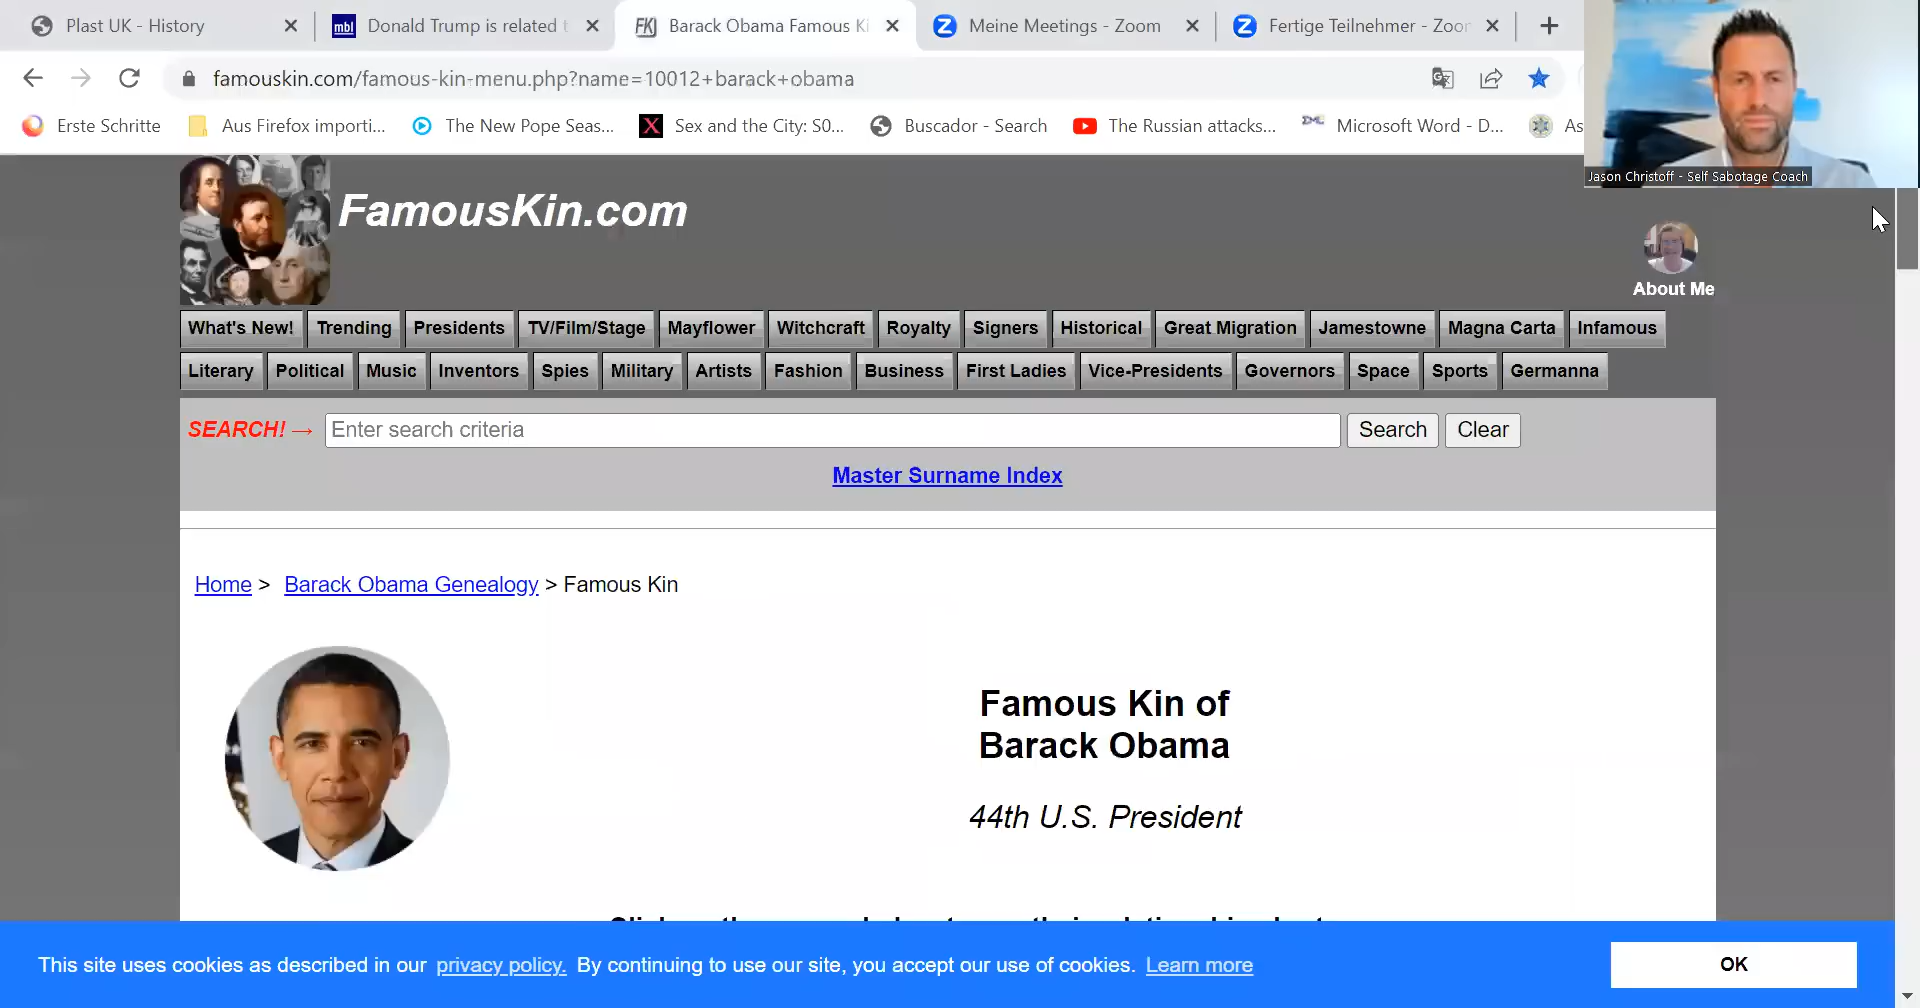 Plast UK - History
Donald Trump is related t
Barack Obama Famous Ki
Meine Meetings - Zoom
Fertige Teilnehmer - Zoor
famouskin.com/famous-kin-menu.php?name=10012+barack+obama
Erste Schritte
Aus Firefox importi...
The New Pope Seas...
Sex and the City: S0...
Buscador - Search
The Russian attacks...
Microsoft Word - D...
As
Jason Christoff - Self Sabotage Coach
FamousKin.com
About Me
What's New! Trending Presidents TV/Film/Stage Mayflower Witchcraft Royalty Signers Historical Great Migration Jamestowne Magna Carta Infamous
Literary Political Music Inventors Spies Military Artists Fashion Business First Ladies Vice-Presidents Governors Space Sports Germanna
SEARCH! → Enter search criteria Search Clear
Master Surname Index
Home > Barack Obama Genealogy > Famous Kin
Famous Kin of
Barack Obama
44th U.S. President
This site uses cookies as described in our privacy policy. By continuing to use our site, you accept our use of cookies. Learn more
OK